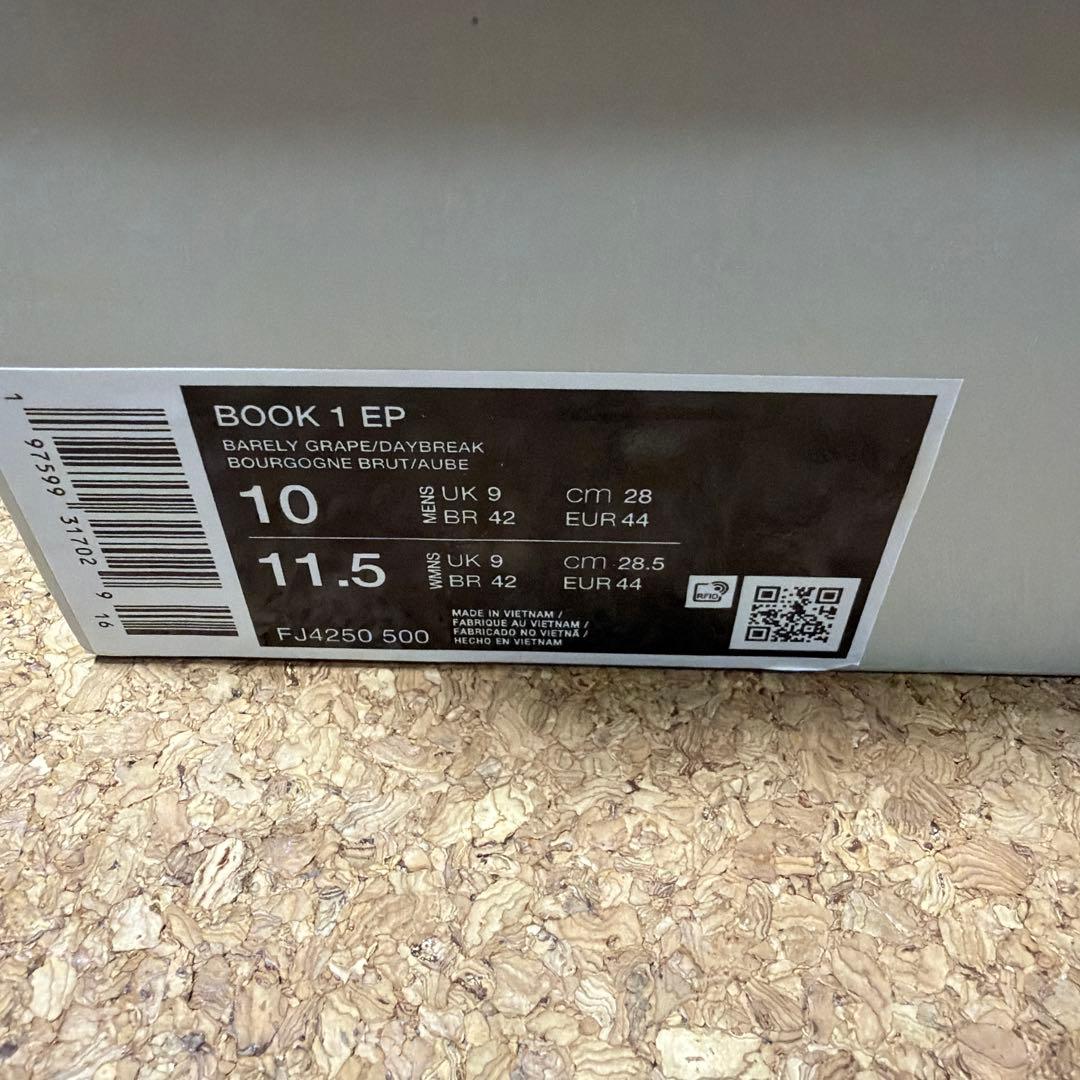 BOOK 1 EP
BARELY GRAPE/DAYBREAK
BOURGOGNE BRUT/AUBE
10 MENS UK 9 cm 28
BR 42 EUR 44
11.5 WMNS UK 9 cm 28.5
BR 42 EUR 44
FJ4250 500
MADE IN VIETNAM /
FABRIQUE AU VIETNAM /
FABRICADO NO VIETNÃ /
HECHO EN VIETNAM
RFID
1 97599 31702 9 16